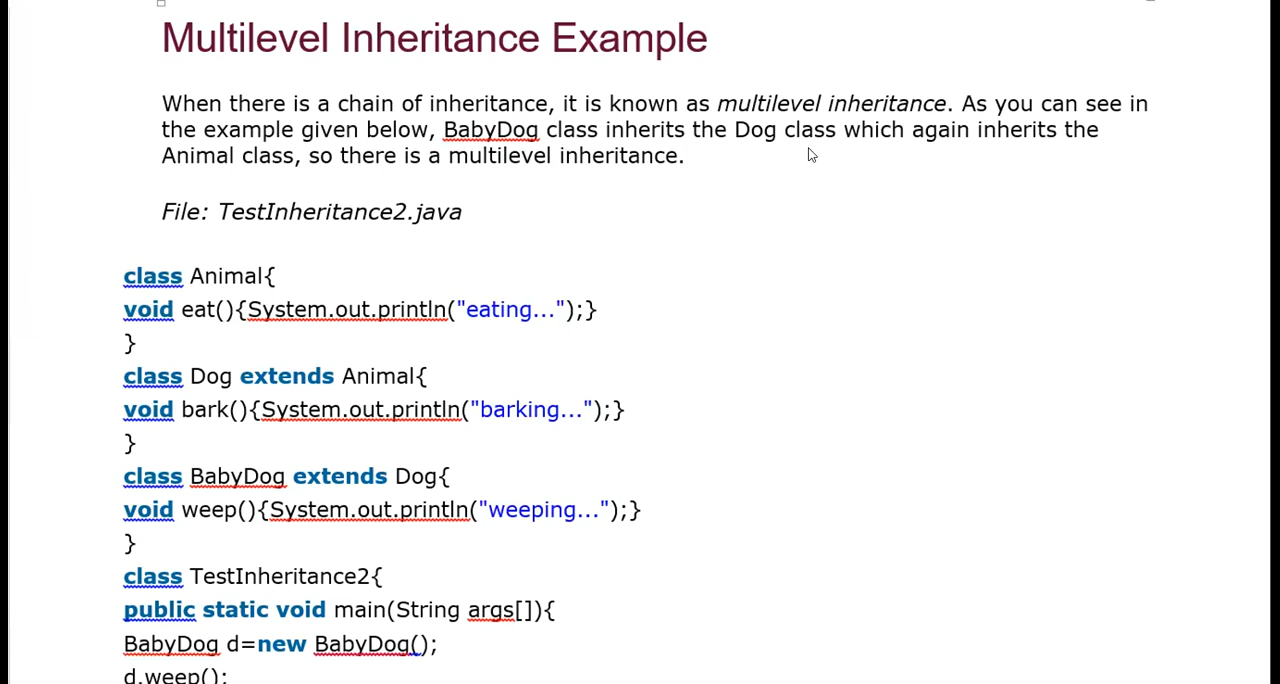 Multilevel Inheritance Example
When there is a chain of inheritance, it is known as multilevel inheritance. As you can see in
the example given below, BabyDog class inherits the Dog class which again inherits the
Animal class, so there is a multilevel inheritance.
File: TestInheritance2.java
class Animal{
void eat(){System.out.println("eating...");}
}
class Dog extends Animal{
void bark(){System.out.println("barking...");}
}
class BabyDog extends Dog{
void weep(){System.out.println("weeping...");}
}
class TestInheritance2{
public static void main(String args[]){
BabyDog d=new BabyDog();
d.weep();